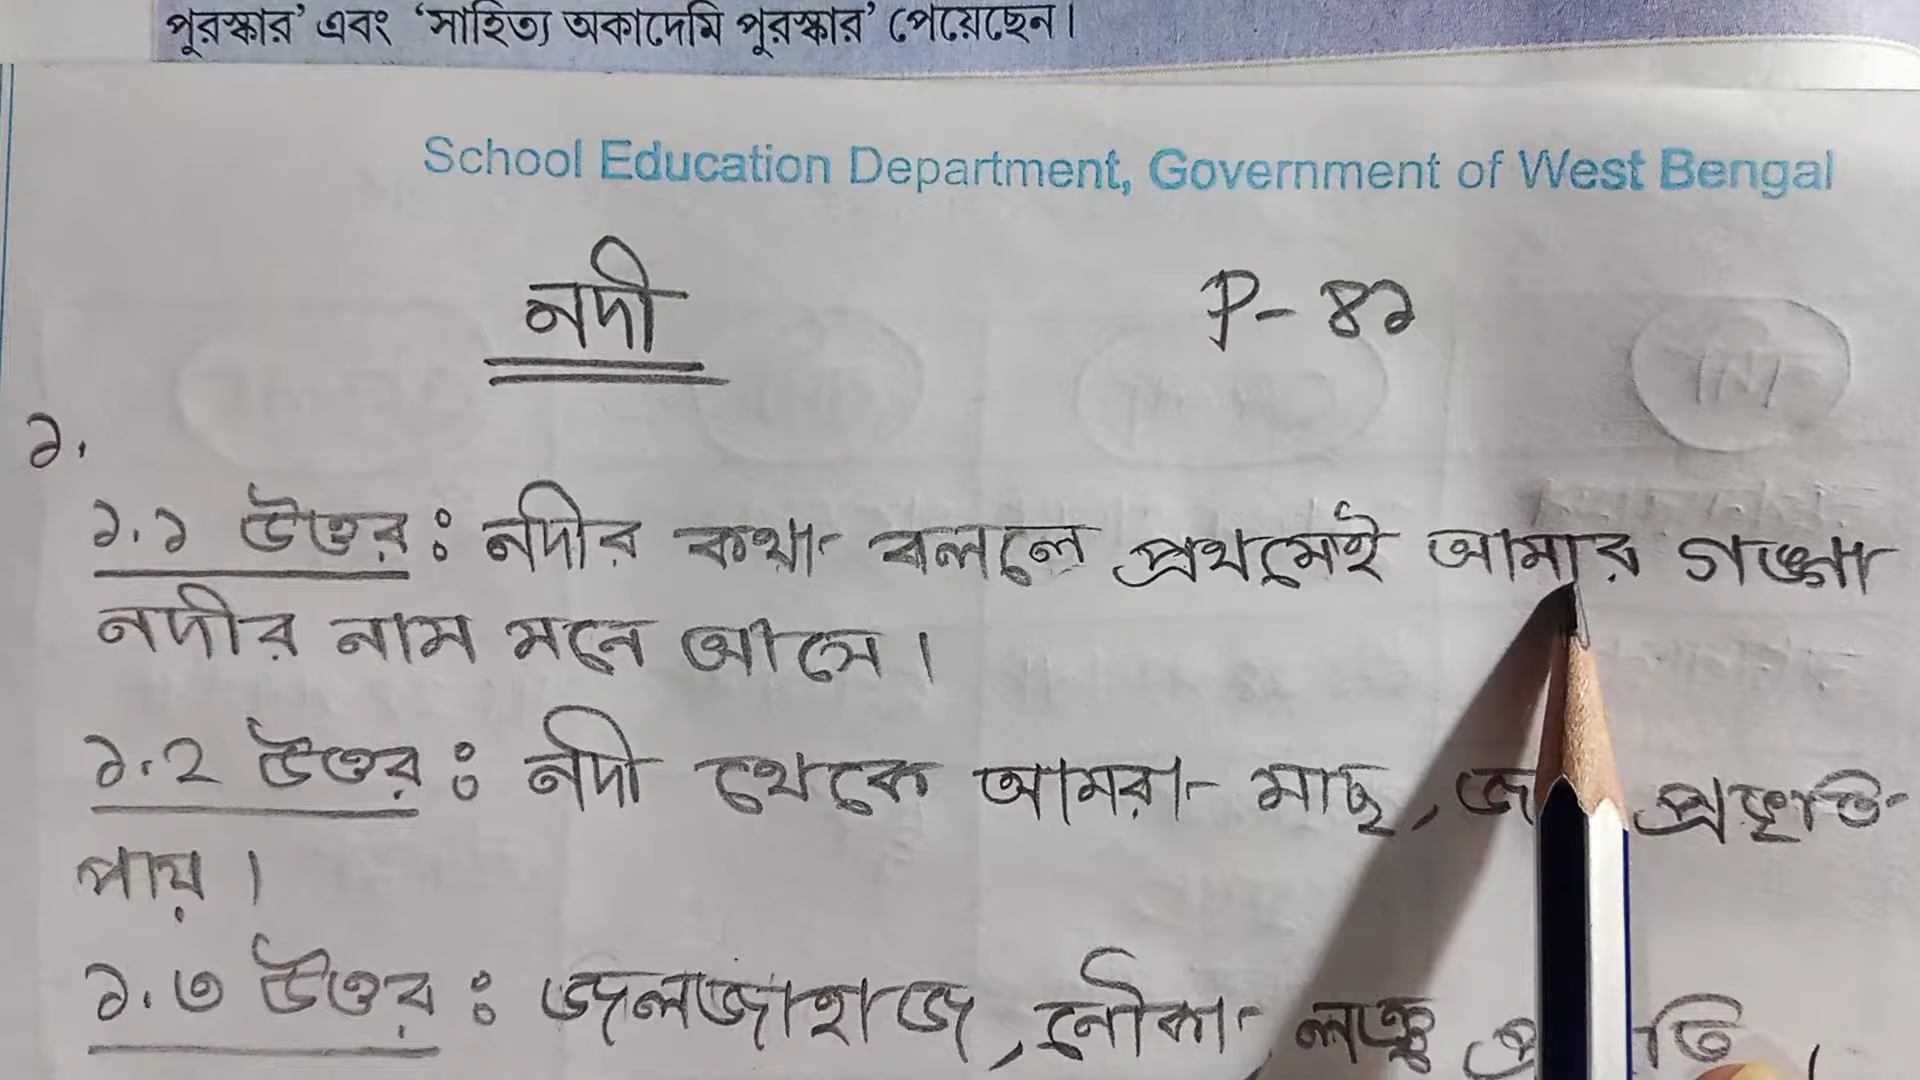 পুরস্কার’ এবং ‘সাহিত্য অকাদেমি পুরস্কার’ পেয়েছেন।
School Education Department, Government of West Bengal
নদী P- ৪১
১.
১.১ উত্তর : নদীর কথা বললে প্রথমেই আমার গঙ্গা
নদীর নাম মনে আসে।
১.২ উত্তর : নদী থেকে আমরা মাছ, প্রভৃতি
পায়।
১.৩ উত্তর : জলজাহাজ, নৌকা লঞ্চ